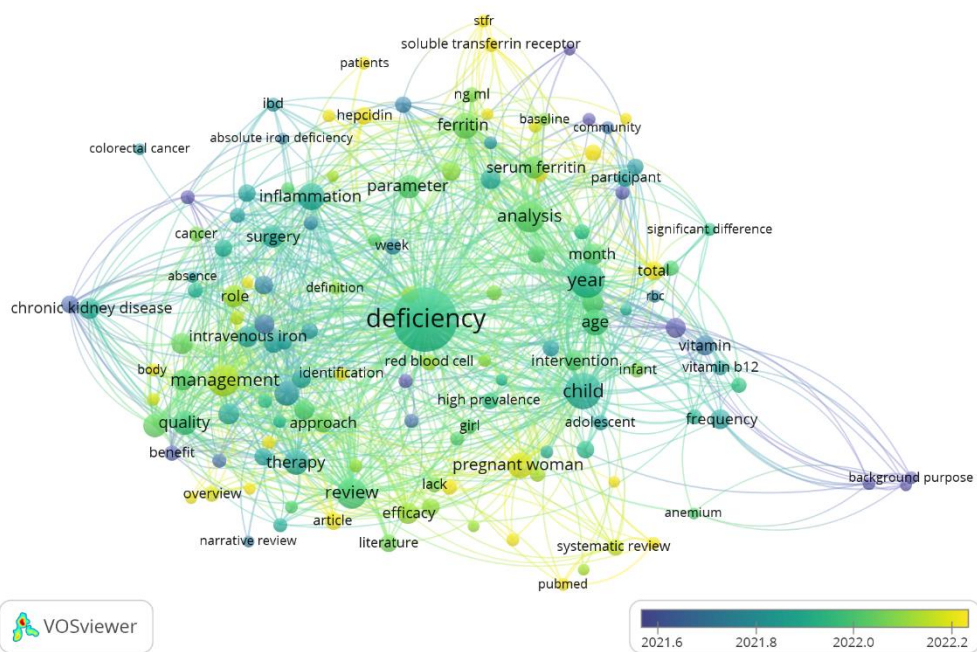 stfr
soluble transferrin receptor
patients
ng ml
ibd
hepcidin
baseline
ferritin
community
absolute iron deficiency
colorectal cancer
serum ferritin
participant
parameter
inflammation
analysis
significant difference
cancer
surgery
week
month
total
absence
year
definition
role
rbc
chronic kidney disease
deficiency
age
intravenous iron
vitamin
red blood cell
intervention
vitamin b12
body
identification
infant
management
child
high prevalence
quality
approach
girl
adolescent
frequency
benefit
therapy
pregnant woman
background purpose
lack
overview
review
article
efficacy
anemium
narrative review
literature
systematic review
pubmed
VOSviewer
2021.6 2021.8 2022.0 2022.2